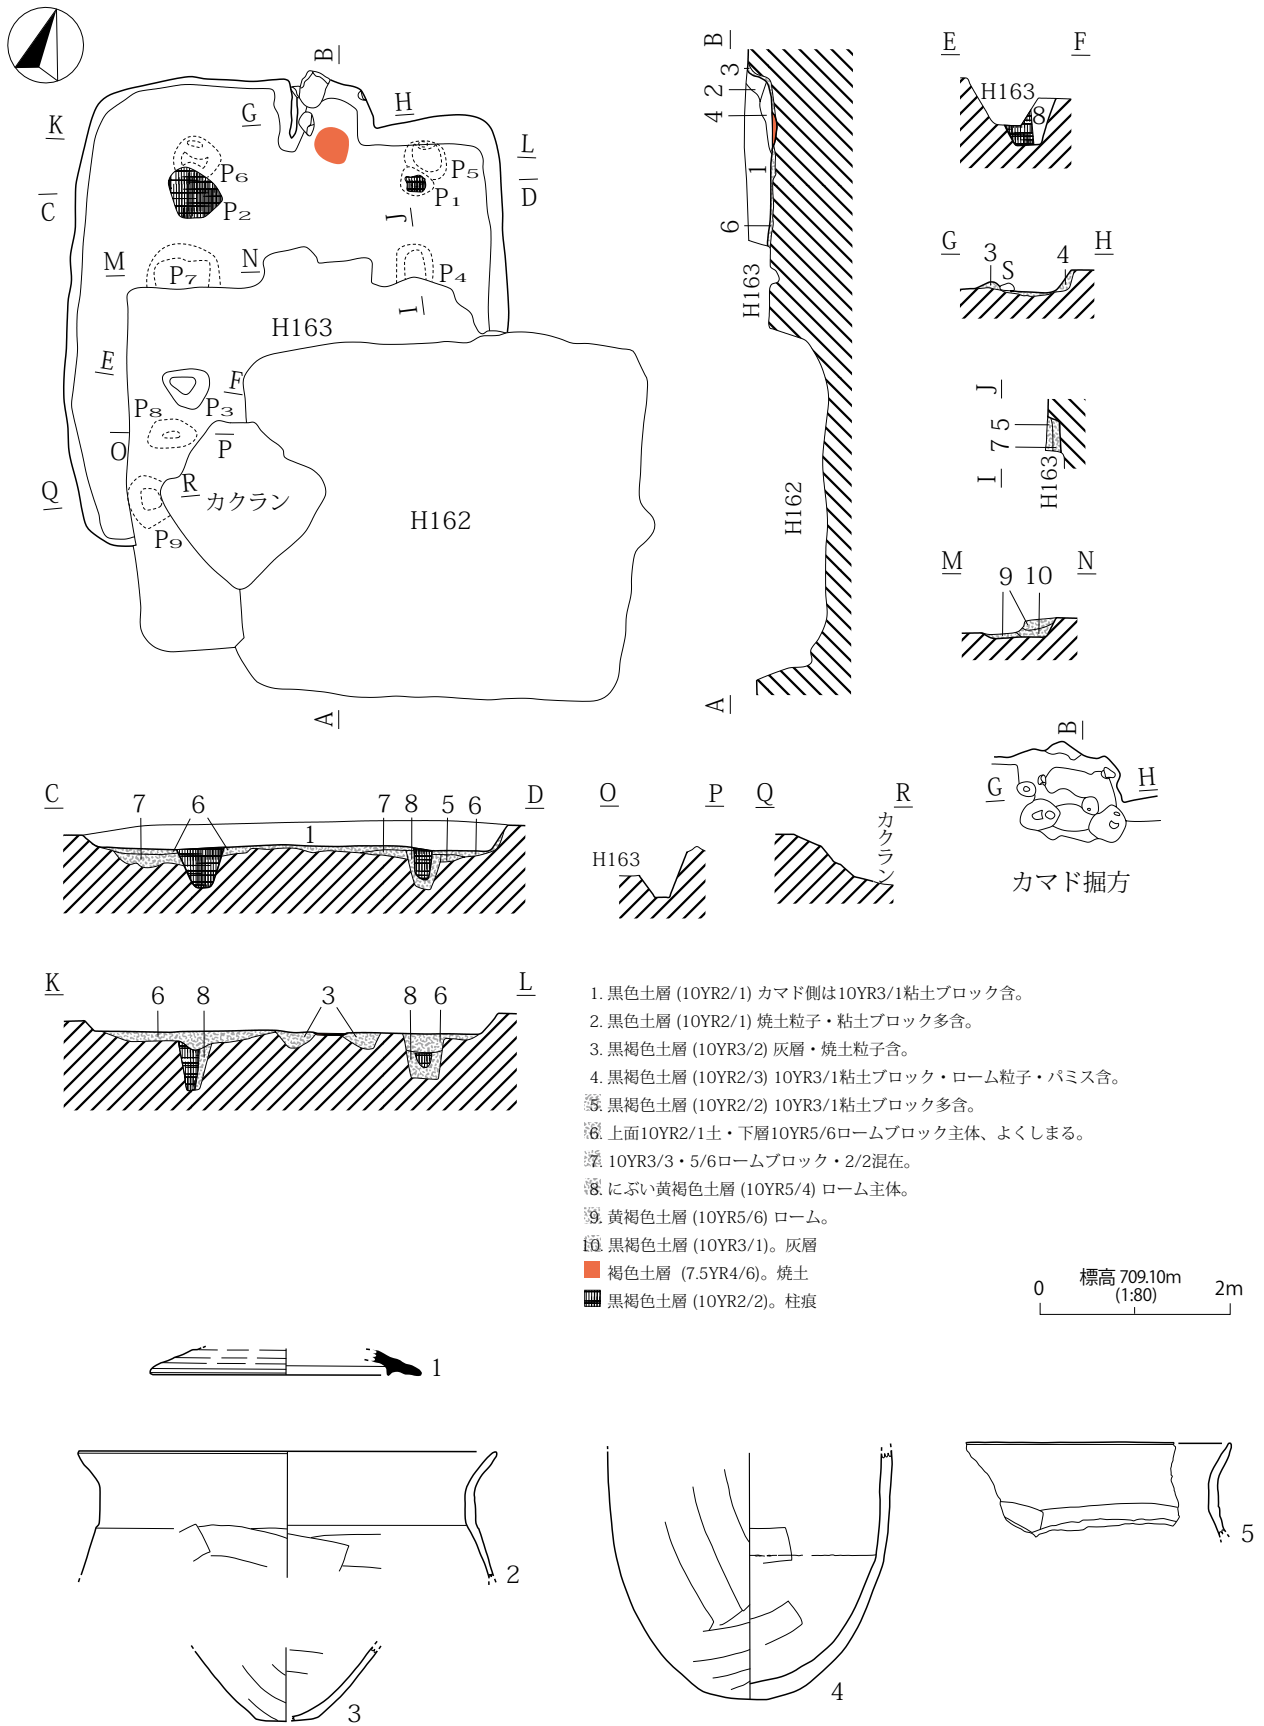 B
G
H
K
L
C
D
P6
P2
P5
P1
J
M
N
P7
P4
I
H163
E
F
P8
P3
O
P
Q
R
カクラン
P9
H162
A
B
3
2
4
1
6
H163
H162
A
E F
H163
8
G H
3 S 4
J
5
7
I
H163
M N
9 10
B
G H
カマド掘方
C D
7 6 7 8 5 6
1
O P
H163
Q R
カクラン
K L
6 8 3 8 6
1. 黒色土層 (10YR2/1) カマド側は10YR3/1粘土ブロック含。
2. 黒色土層 (10YR2/1) 焼土粒子・粘土ブロック多含。
3. 黒褐色土層 (10YR3/2) 灰層・焼土粒子含。
4. 黒褐色土層 (10YR2/3) 10YR3/1粘土ブロック・ローム粒子・パミス含。
5. 黒褐色土層 (10YR2/2) 10YR3/1粘土ブロック多含。
6. 上面10YR2/1土・下層10YR5/6ロームブロック主体、よくしまる。
7. 10YR3/3・5/6ロームブロック・2/2混在。
8. にぶい黄褐色土層 (10YR5/4) ローム主体。
9. 黄褐色土層 (10YR5/6) ローム。
10. 黒褐色土層 (10YR3/1)。灰層
褐色土層 (7.5YR4/6)。焼土
黒褐色土層 (10YR2/2)。柱痕
標高 709.10m
0 (1:80) 2m
1
2
3
4
5